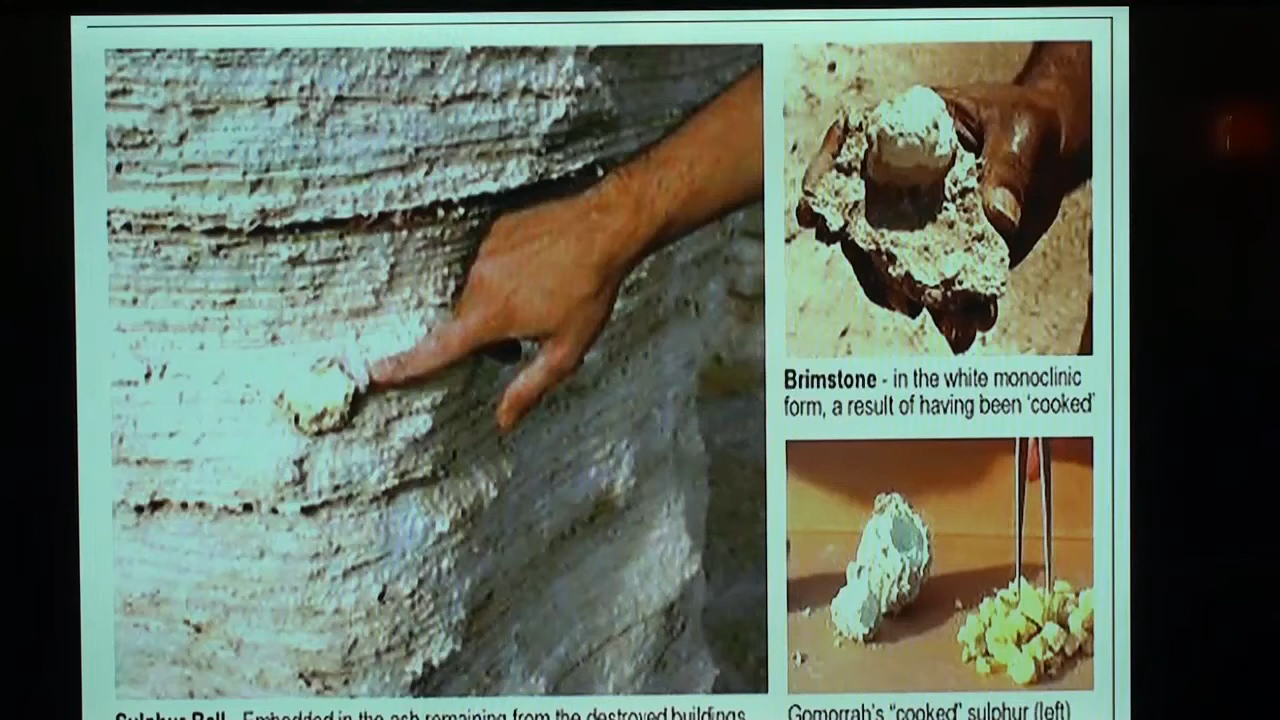 Brimstone - in the white monoclinic
form, a result of having been 'cooked'
Sulphur Ball - Embedded in the ash remaining from the destroyed buildings
Gomorrah's "cooked" sulphur (left)